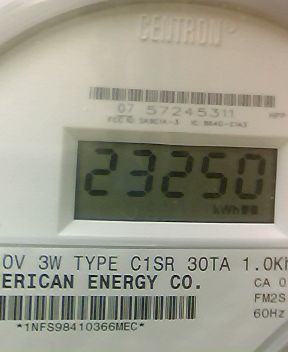 CENTRON
07 57245311
23250
kWh
0V 3W TYPE C1SR 30TA 1.0Kh
ERICAN ENERGY CO.
CA 0
FM2S
60Hz
*1NFS98410366MEC*